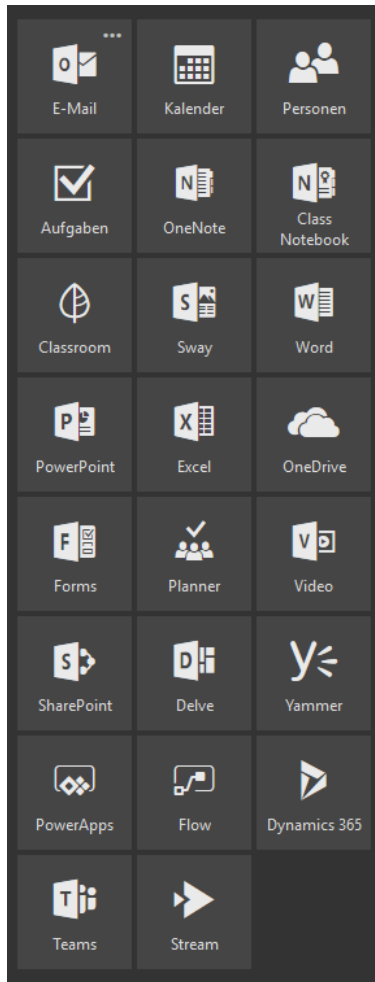 E-Mail
Kalender
Personen
Aufgaben
OneNote
Class
Notebook
Classroom
Sway
Word
PowerPoint
Excel
OneDrive
Forms
Planner
Video
SharePoint
Delve
Yammer
PowerApps
Flow
Dynamics 365
Teams
Stream